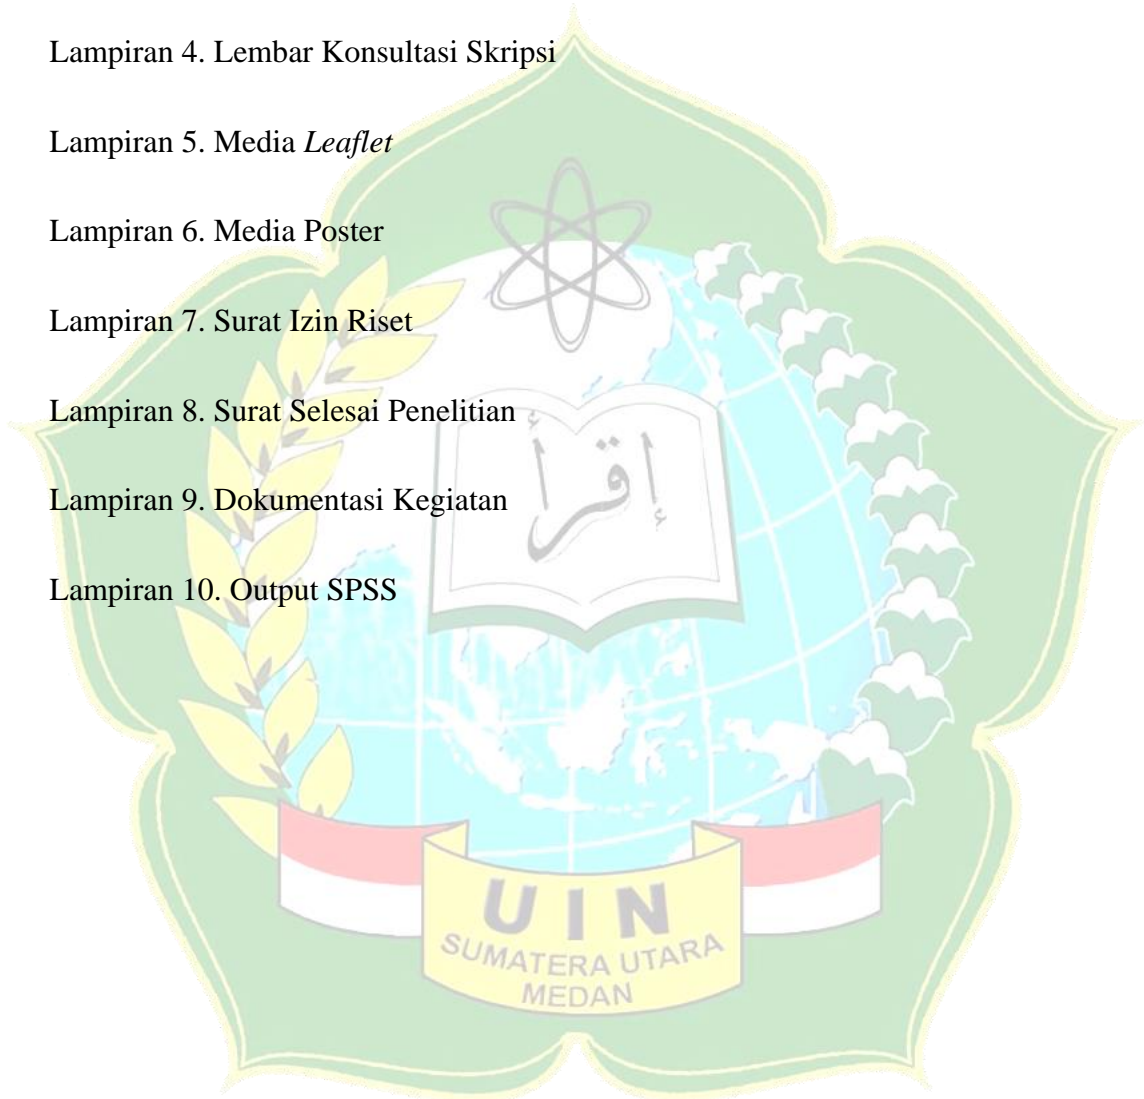 Lampiran 4. Lembar Konsultasi Skripsi
Lampiran 5. Media Leaflet
Lampiran 6. Media Poster
Lampiran 7. Surat Izin Riset
Lampiran 8. Surat Selesai Penelitian
Lampiran 9. Dokumentasi Kegiatan
Lampiran 10. Output SPSS
إقرأ
UIN
SUMATERA UTARA
MEDAN